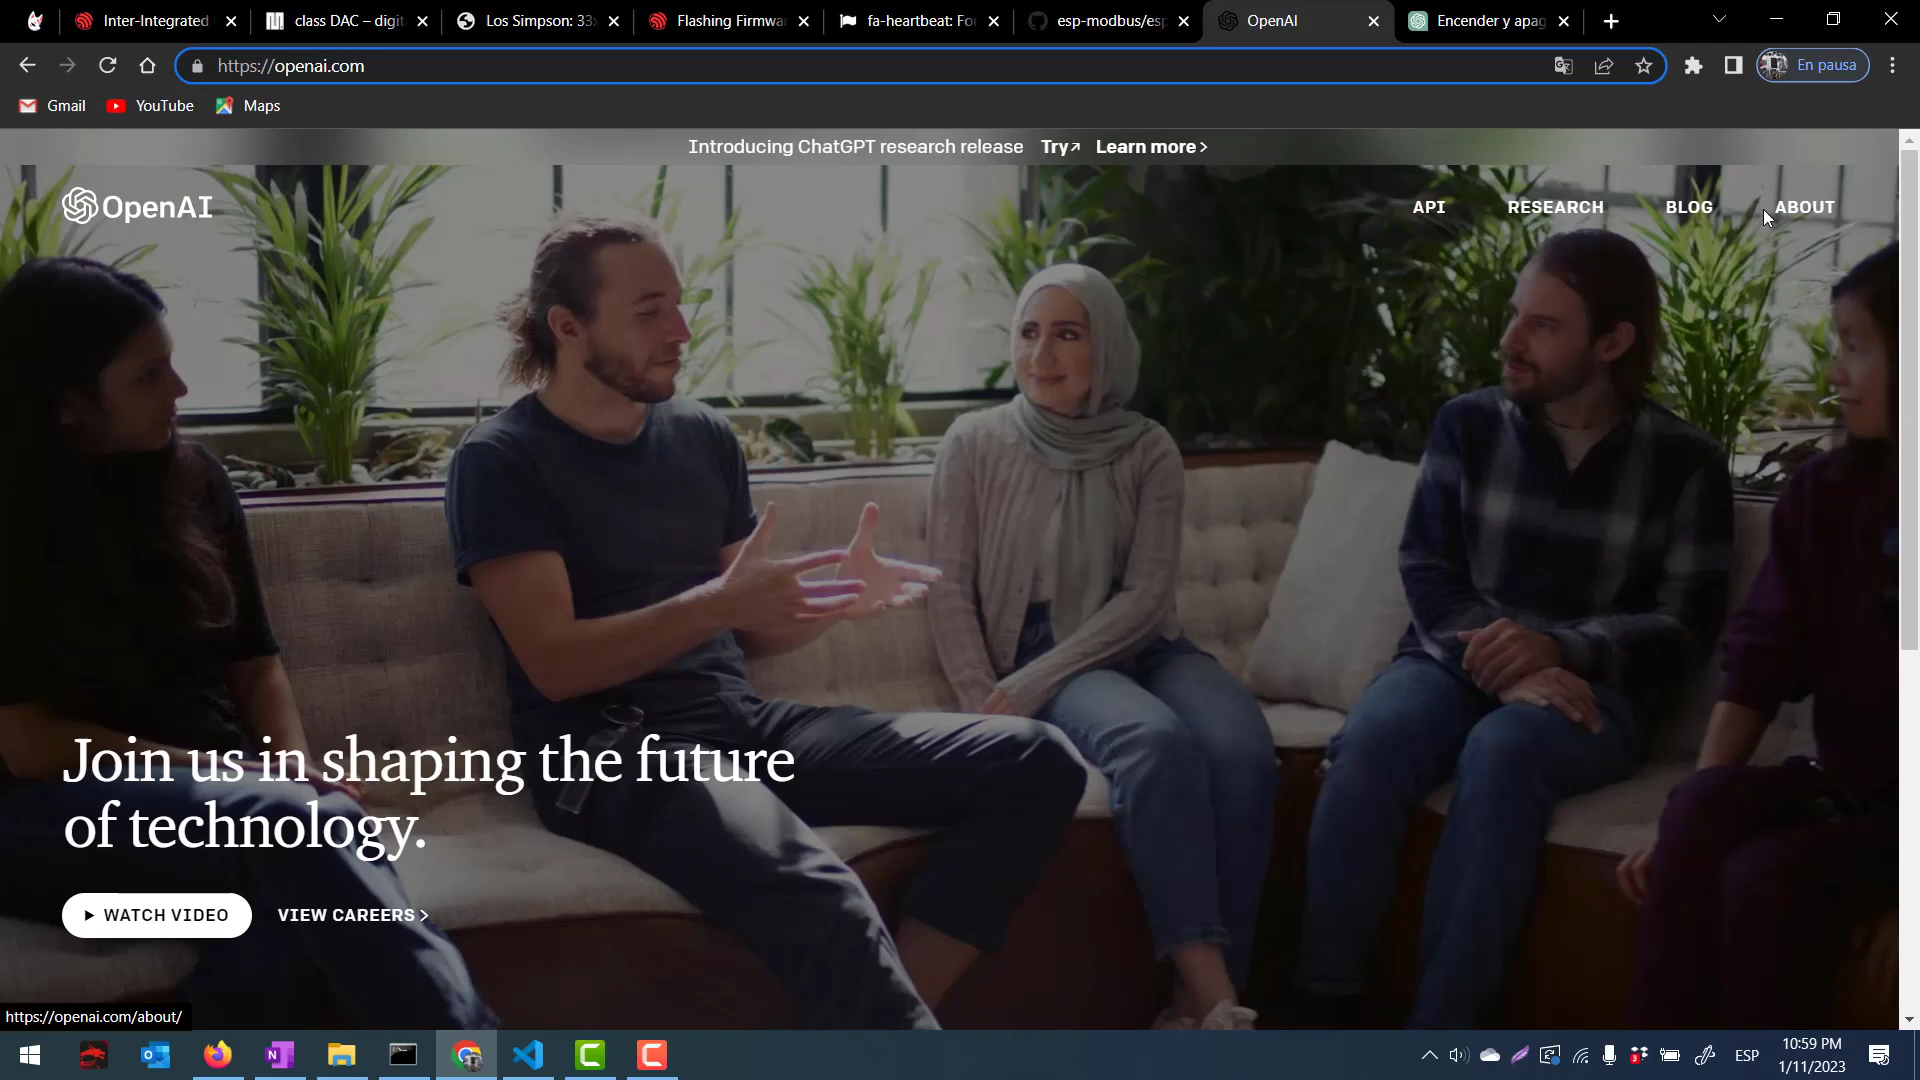 Inter-Integrated
class DAC – digit
Los Simpson: 33x
Flashing Firmwa
fa-heartbeat: Fo
esp-modbus/esp
OpenAI
Encender y apag
https://openai.com
En pausa
Gmail
YouTube
Maps
Introducing ChatGPT research release Try↗ Learn more >
OpenAI
API
RESEARCH
BLOG
ABOUT
Join us in shaping the future
of technology.
WATCH VIDEO
VIEW CAREERS >
https://openai.com/about/
ESP
10:59 PM
1/11/2023